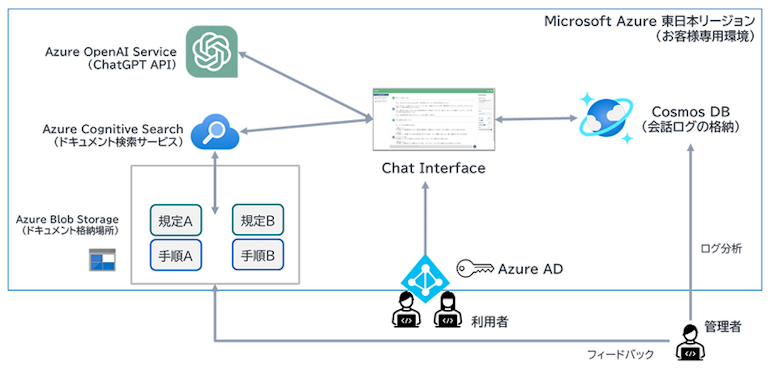 Microsoft Azure 東日本リージョン
（お客様専用環境）
Azure OpenAI Service
（ChatGPT API）
Azure Cognitive Search
（ドキュメント検索サービス）
Chat Interface
Cosmos DB
（会話ログの格納）
Azure Blob Storage
（ドキュメント格納場所）
規定A
規定B
手順A
手順B
Azure AD
ログ分析
利用者
管理者
フィードバック